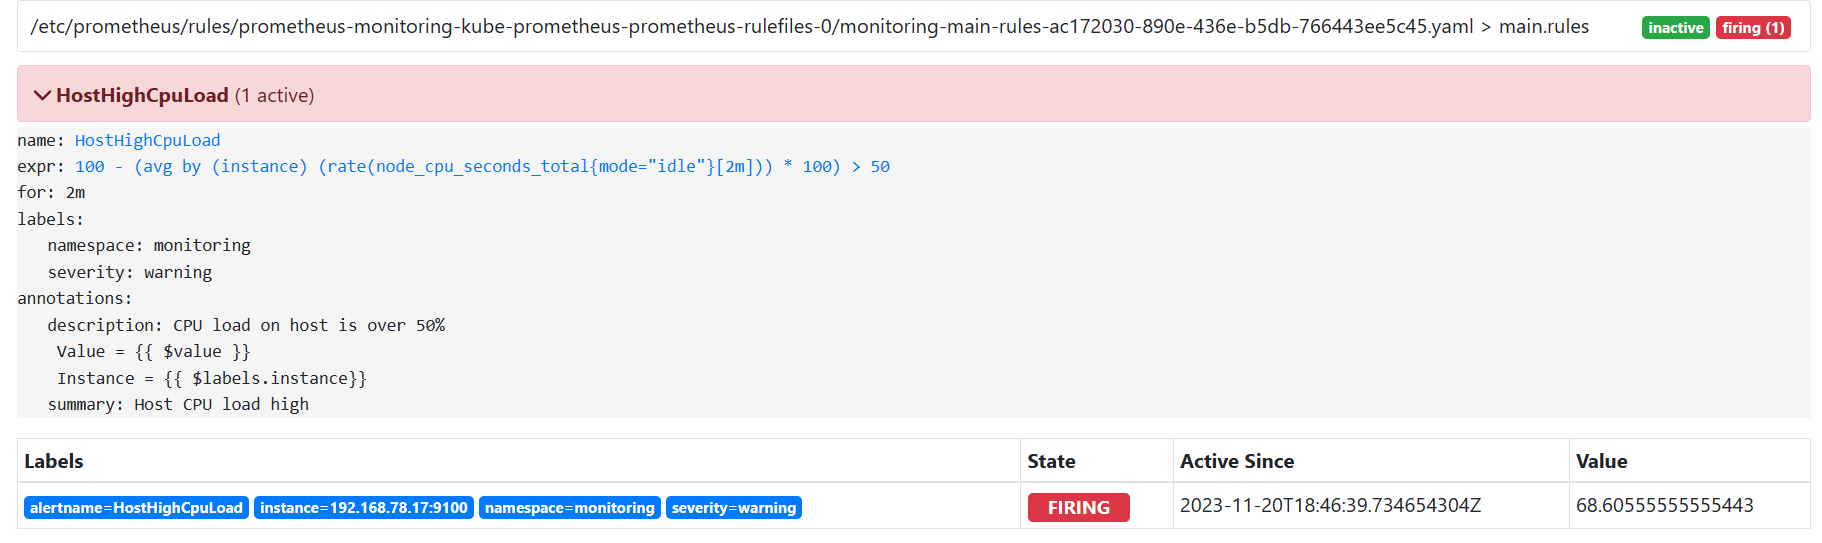 /etc/prometheus/rules/prometheus-monitoring-kube-prometheus-prometheus-rulefiles-0/monitoring-main-rules-ac172030-890e-436e-b5db-766443ee5c45.yaml > main.rules inactive firing (1)
HostHighCpuLoad (1 active)
name: HostHighCpuLoad
expr: 100 - (avg by (instance) (rate(node_cpu_seconds_total{mode="idle"}[2m])) * 100) > 50
for: 2m
labels:
namespace: monitoring
severity: warning
annotations:
description: CPU load on host is over 50%
Value = {{ $value }}
Instance = {{ $labels.instance}}
summary: Host CPU load high
Labels State Active Since Value
alertname=HostHighCpuLoad instance=192.168.78.17:9100 namespace=monitoring severity=warning FIRING 2023-11-20T18:46:39.734654304Z 68.60555555555443